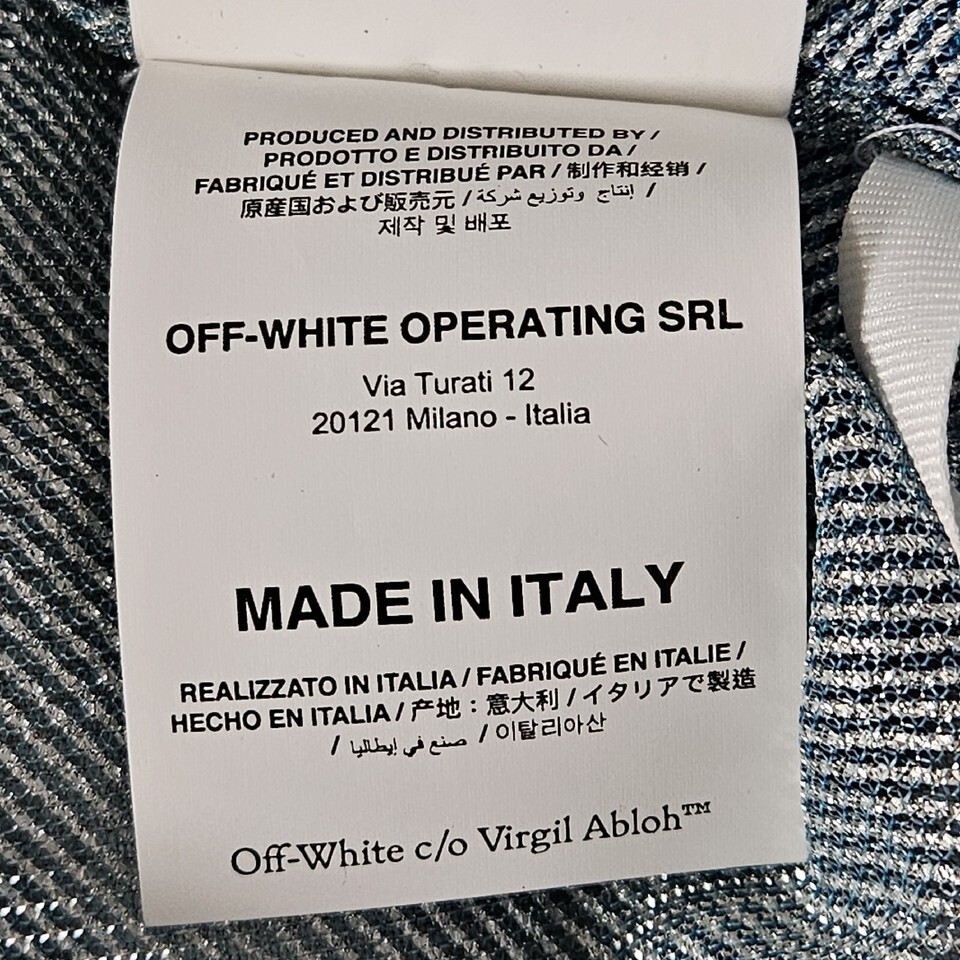 PRODUCED AND DISTRIBUTED BY /
PRODOTTO E DISTRIBUITO DA /
FABRIQUÉ ET DISTRIBUÉ PAR / 制作和经销 /
原産国および販売元 / إنتاج وتوزيع شركة /
제작 및 배포
OFF-WHITE OPERATING SRL
Via Turati 12
20121 Milano - Italia
MADE IN ITALY
REALIZZATO IN ITALIA / FABRIQUÉ EN ITALIE /
HECHO EN ITALIA / 产地：意大利 / イタリアで製造
/ صنع في إيطاليا / 이탈리아산
Off-White c/o Virgil Abloh™